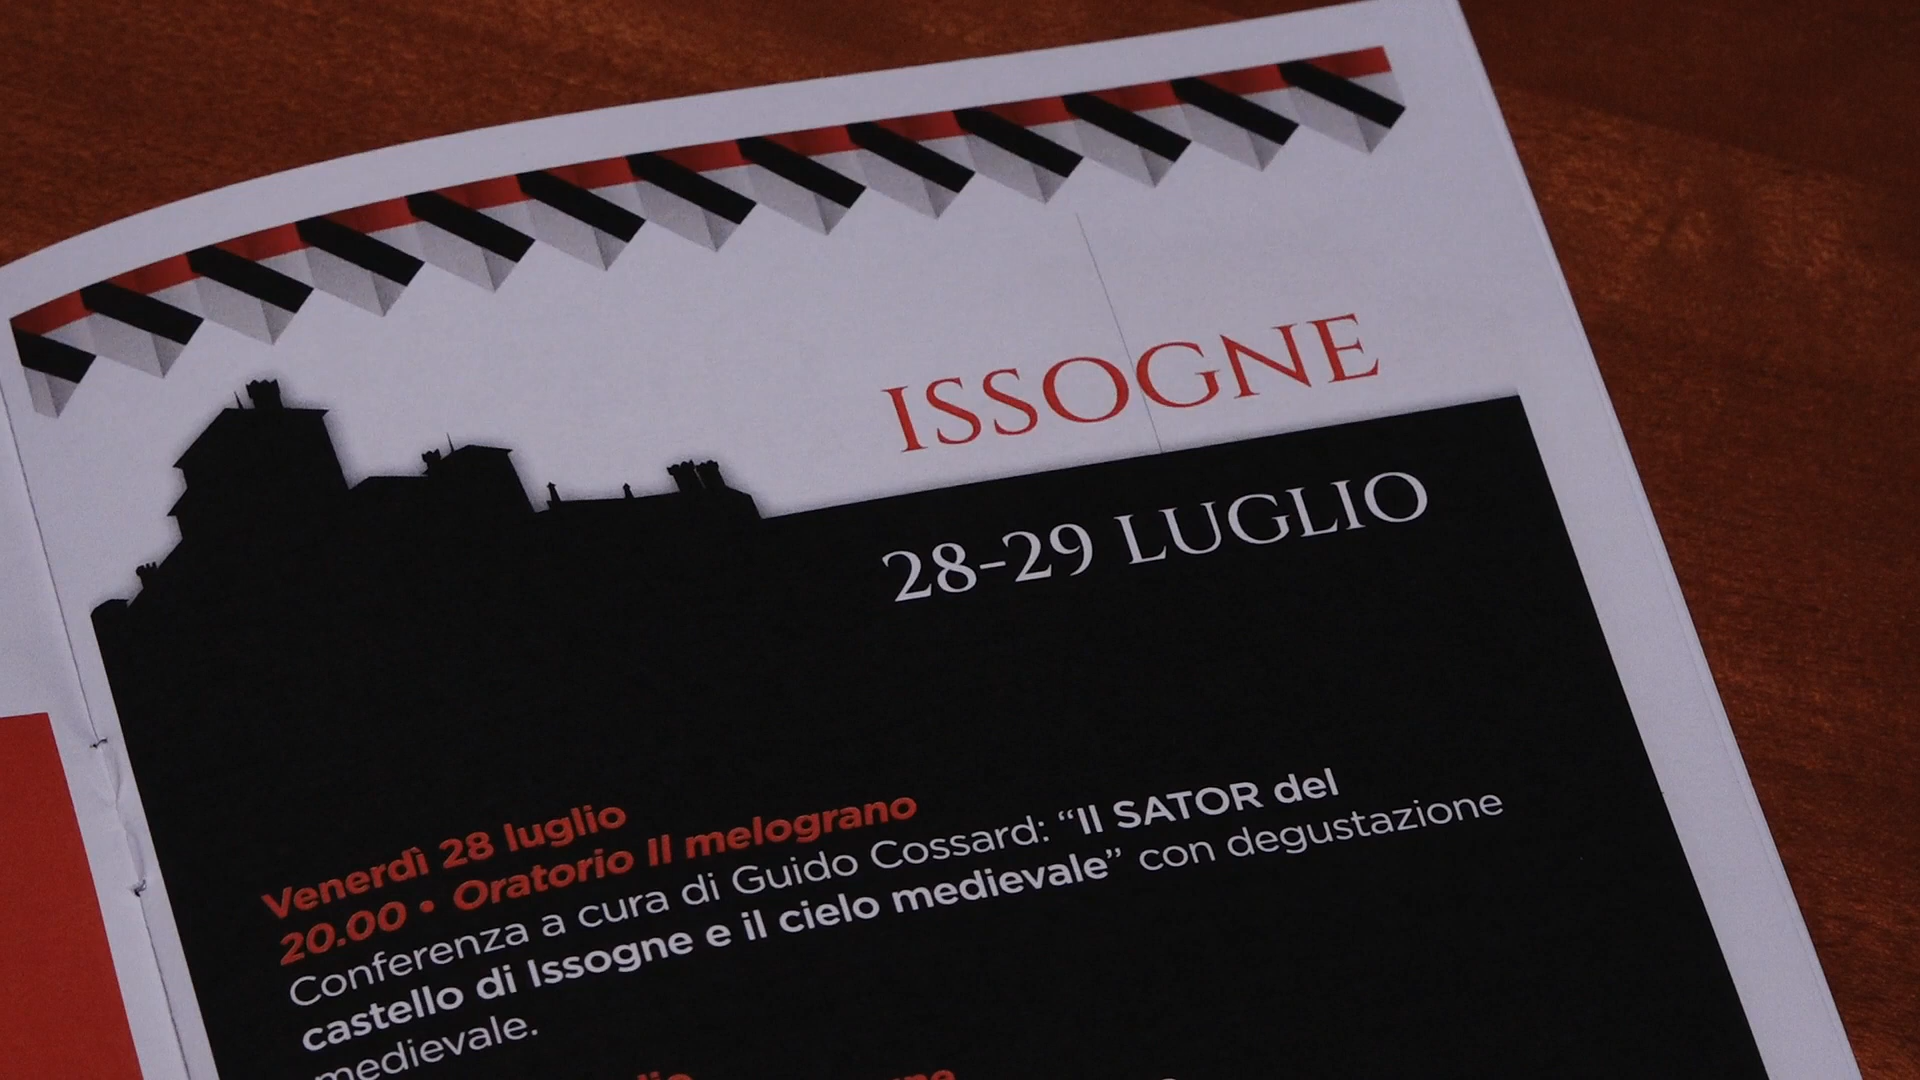 ISSOGNE
28-29 LUGLIO
Venerdì 28 luglio
20.00 • Oratorio Il melograno
Conferenza a cura di Guido Cossard: “Il SATOR del
castello di Issogne e il cielo medievale” con degustazione
medievale.